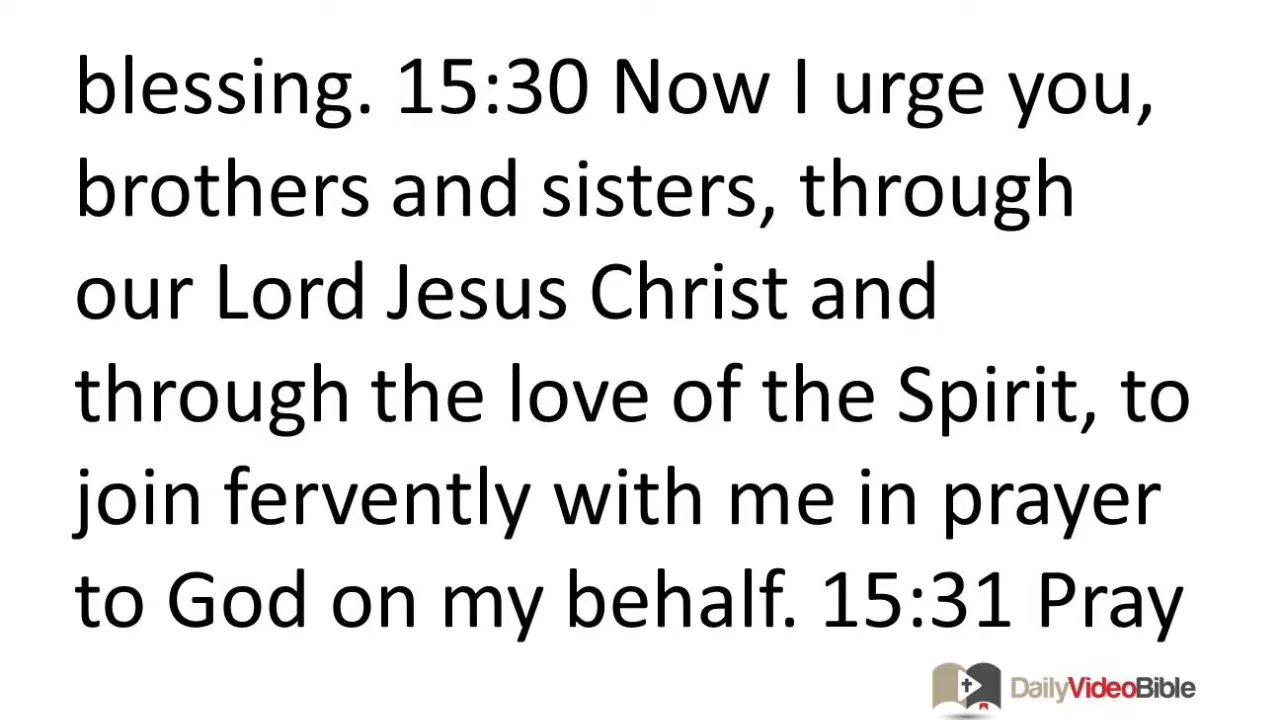 blessing. 15:30 Now I urge you,
brothers and sisters, through
our Lord Jesus Christ and
through the love of the Spirit, to
join fervently with me in prayer
to God on my behalf. 15:31 Pray
DailyVideoBible